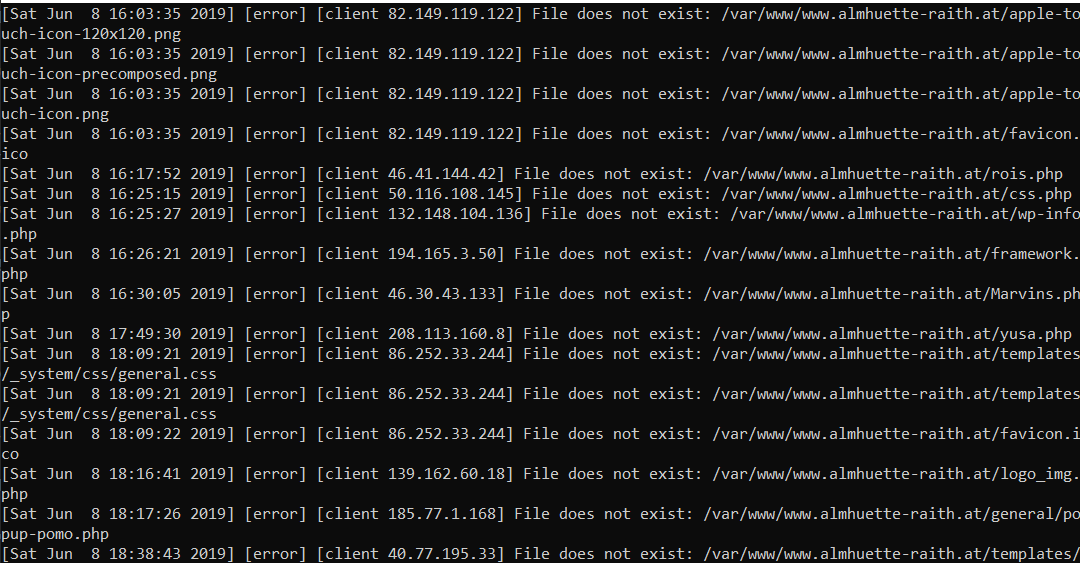 [Sat Jun  8 16:03:35 2019] [error] [client 82.149.119.122] File does not exist: /var/www/www.almhuette-raith.at/apple-to
uch-icon-120x120.png
[Sat Jun  8 16:03:35 2019] [error] [client 82.149.119.122] File does not exist: /var/www/www.almhuette-raith.at/apple-to
uch-icon-precomposed.png
[Sat Jun  8 16:03:35 2019] [error] [client 82.149.119.122] File does not exist: /var/www/www.almhuette-raith.at/apple-to
uch-icon.png
[Sat Jun  8 16:03:35 2019] [error] [client 82.149.119.122] File does not exist: /var/www/www.almhuette-raith.at/favicon.
ico
[Sat Jun  8 16:17:52 2019] [error] [client 46.41.144.42] File does not exist: /var/www/www.almhuette-raith.at/rois.php
[Sat Jun  8 16:25:15 2019] [error] [client 50.116.108.145] File does not exist: /var/www/www.almhuette-raith.at/css.php
[Sat Jun  8 16:25:27 2019] [error] [client 132.148.104.136] File does not exist: /var/www/www.almhuette-raith.at/wp-info
.php
[Sat Jun  8 16:26:21 2019] [error] [client 194.165.3.50] File does not exist: /var/www/www.almhuette-raith.at/framework.
php
[Sat Jun  8 16:30:05 2019] [error] [client 46.30.43.133] File does not exist: /var/www/www.almhuette-raith.at/Marvins.ph
p
[Sat Jun  8 17:49:30 2019] [error] [client 208.113.160.8] File does not exist: /var/www/www.almhuette-raith.at/yusa.php
[Sat Jun  8 18:09:21 2019] [error] [client 86.252.33.244] File does not exist: /var/www/www.almhuette-raith.at/templates
/_system/css/general.css
[Sat Jun  8 18:09:21 2019] [error] [client 86.252.33.244] File does not exist: /var/www/www.almhuette-raith.at/templates
/_system/css/general.css
[Sat Jun  8 18:09:22 2019] [error] [client 86.252.33.244] File does not exist: /var/www/www.almhuette-raith.at/favicon.i
co
[Sat Jun  8 18:16:41 2019] [error] [client 139.162.60.18] File does not exist: /var/www/www.almhuette-raith.at/logo_img.
php
[Sat Jun  8 18:17:26 2019] [error] [client 185.77.1.168] File does not exist: /var/www/www.almhuette-raith.at/general/po
pup-pomo.php
[Sat Jun  8 18:38:43 2019] [error] [client 40.77.195.33] File does not exist: /var/www/www.almhuette-raith.at/templates/